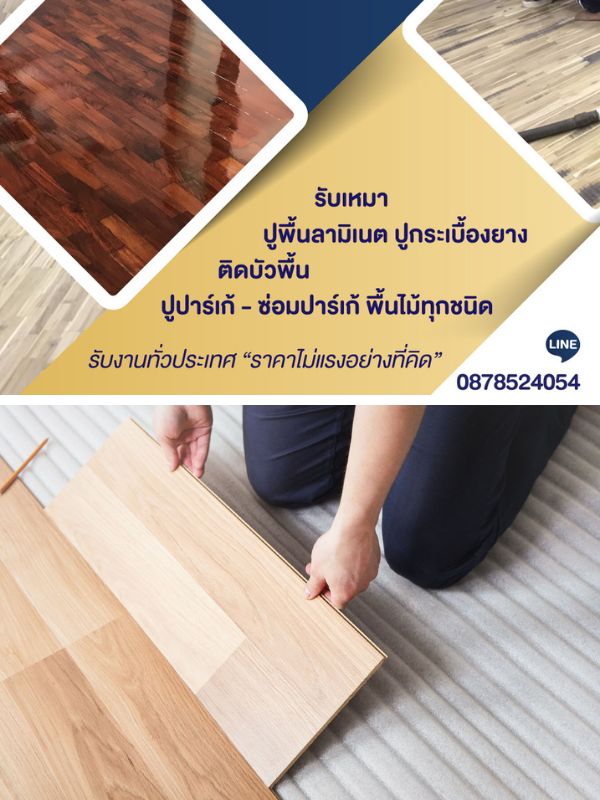 รับเหมา
ปูพื้นลามิเนต ปูกระเบื้องยาง
ติดบัวพื้น
ปูปาร์เก้ - ซ่อมปาร์เก้ พื้นไม้ทุกชนิด
รับงานทั่วประเทศ “ราคาไม่แรงอย่างที่คิด”
LINE
0878524054